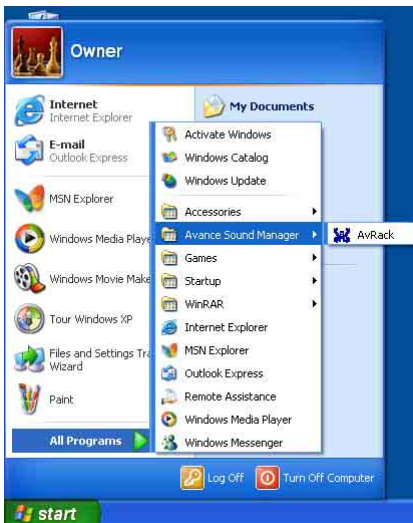 Owner
Internet
Internet Explorer
E-mail
Outlook Express
MSN Explorer
Windows Media Playe
Windows Movie Make
Tour Windows XP
Files and Settings Tra
Wizard
Paint
All Programs
My Documents
Activate Windows
Windows Catalog
Windows Update
Accessories
Avance Sound Manager
AvRack
Games
Startup
WinRAR
Internet Explorer
MSN Explorer
Outlook Express
Remote Assistance
Windows Media Player
Windows Messenger
Log Off
Turn Off Computer
start